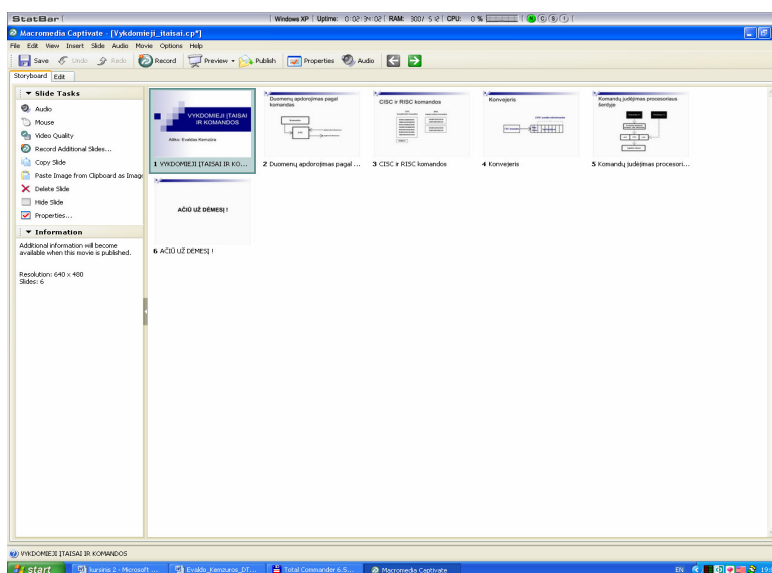 StatBar Windows XP Uptime: RAM: CPU: 0 %
Macromedia Captivate - [Vykdomieji_itaisai.cp*]
File Edit View Insert Slide Audio Movie Options Help
Save Undo Redo Record Preview Publish Properties Audio
Storyboard Edit
Slide Tasks
Audio
Mouse
Video Quality
Record Additional Slides...
Copy Slide
Paste Image from Clipboard as Image
Delete Slide
Hide Slide
Properties...
Information
Additional information will become
available when this movie is published.
Resolution: 640 x 480
Slides: 6
VYKDOMIEJI ĮTAISAI
IR KOMANDOS
Atliko: Evaldas Kemzūra
1 VYKDOMIEJI ĮTAISAI IR KO...
Duomenų apdorojimas pagal
komandas
2 Duomenų apdorojimas pagal ...
CISC ir RISC komandos
3 CISC ir RISC komandos
Konvejeris
4 Konvejeris
Komandų judėjimas procesoriaus
šerdyje
5 Komandų judėjimas procesori...
AČIŪ UŽ DĖMESĮ !
6 AČIŪ UŽ DĖMESĮ !
VYKDOMIEJI ĮTAISAI IR KOMANDOS
start kursinis 2 - Microsoft ... Evaldo_Kemzuros_DT... Total Commander 6.5... Macromedia Captivate EN